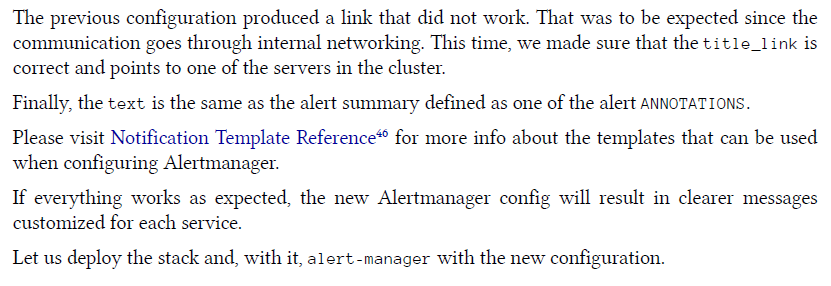 The previous configuration produced a link that did not work. That was to be expected since the
communication goes through internal networking. This time, we made sure that the title_link is
correct and points to one of the servers in the cluster.
Finally, the text is the same as the alert summary defined as one of the alert ANNOTATIONS.
Please visit Notification Template Reference⁴⁶ for more info about the templates that can be used
when configuring Alertmanager.
If everything works as expected, the new Alertmanager config will result in clearer messages
customized for each service.
Let us deploy the stack and, with it, alert-manager with the new configuration.